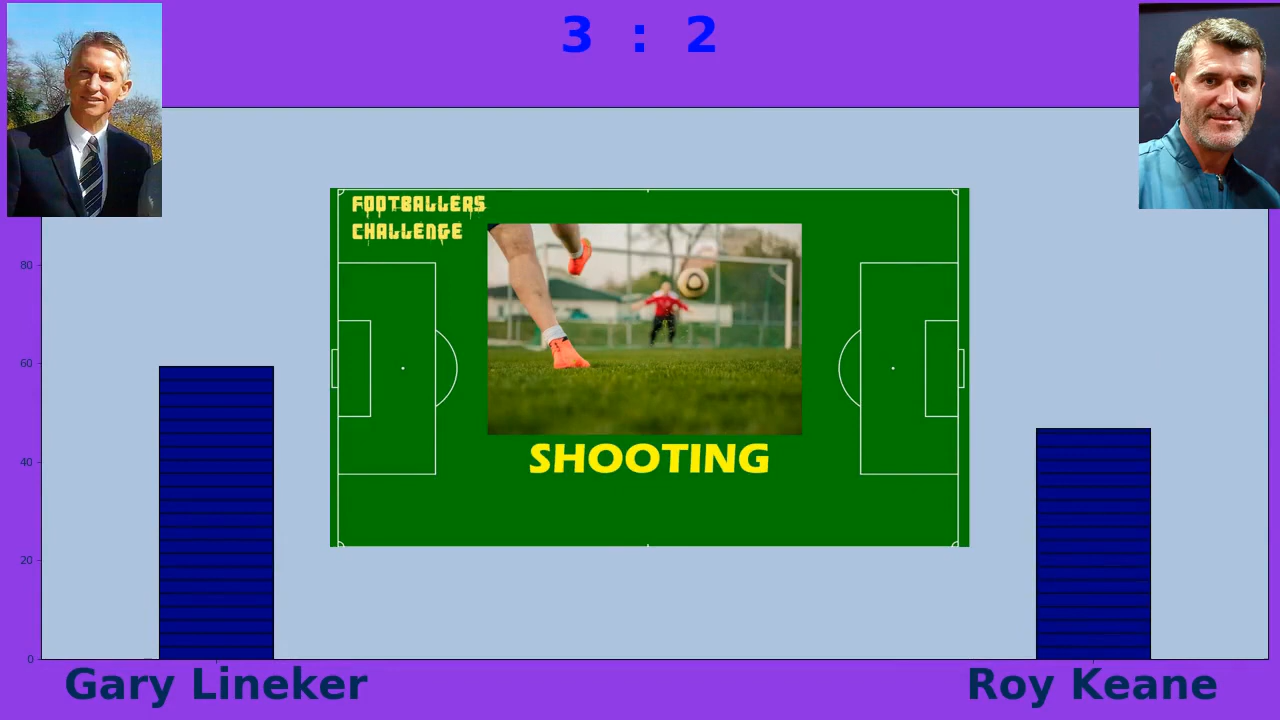 3 : 2
FOOTBALLERS
CHALLENGE
SHOOTING
80
60
40
20
0
Gary Lineker
Roy Keane